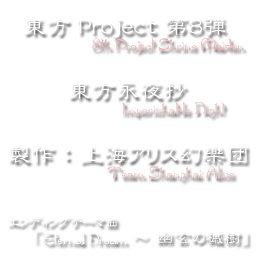 東方 Project 第8弾
8th Project Shrine Maiden
東方永夜抄
Imperishable Night
製作：上海アリス幻樂団
Team Shanghai Alice
エンディングテーマ曲
「Eternal Dream ～ 幽玄の槭樹」